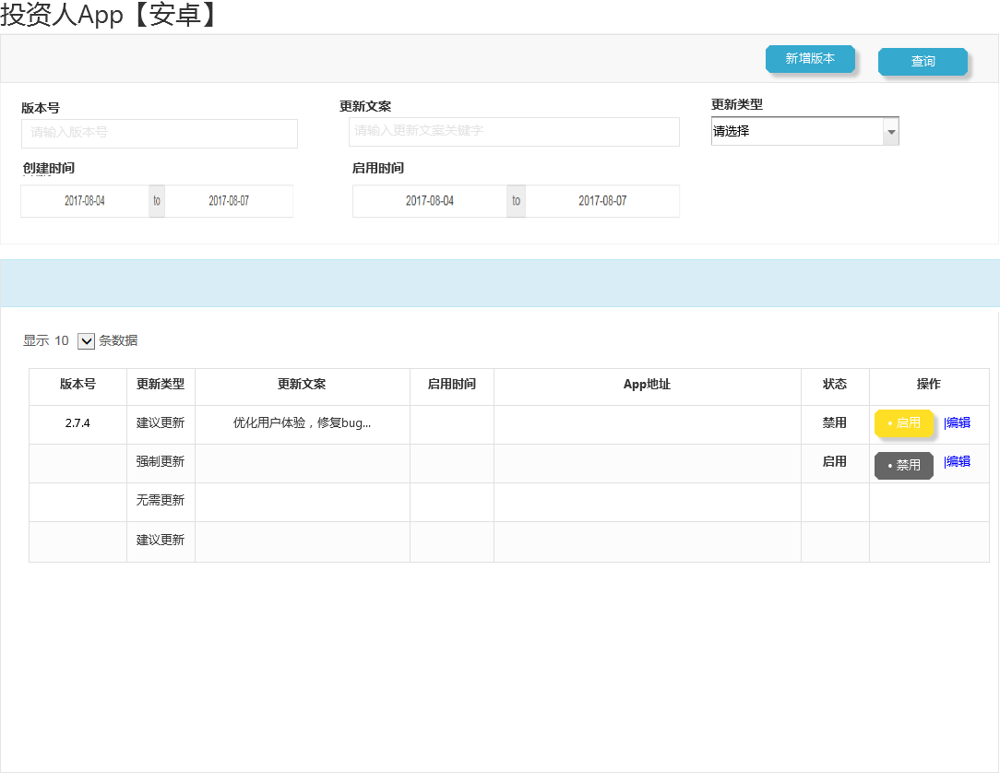 投资人App【安卓】
新增版本 查询
版本号 更新文案 更新类型
请输入版本号 请输入更新文案关键字 请选择
创建时间 启用时间
2017-08-04 to 2017-08-07 2017-08-04 to 2017-08-07
显示 10 条数据
版本号 更新类型 更新文案 启用时间 App地址 状态 操作
2.7.4 建议更新 优化用户体验，修复bug... 禁用 • 启用 |编辑
强制更新 启用 • 禁用 |编辑
无需更新
建议更新